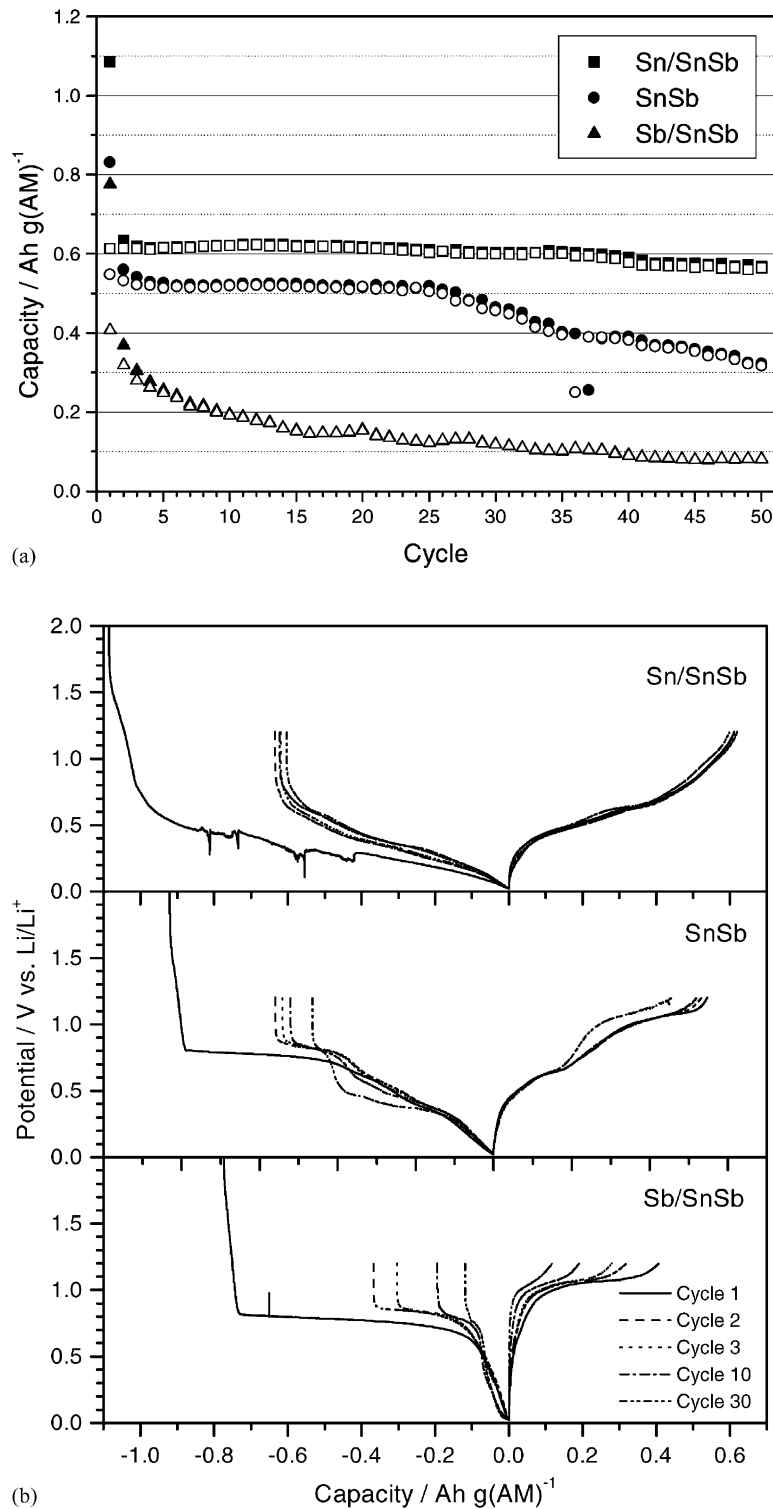 1.2
1.0
0.8
0.6
0.4
0.2
0.0
Capacity / Ah g(AM)⁻¹
Sn/SnSb
SnSb
Sb/SnSb
0 5 10 15 20 25 30 35 40 45 50
Cycle
(a)
2.0
1.5
1.0
0.5
0.0
Sn/SnSb
1.5
1.0
0.5
0.0
SnSb
1.5
1.0
0.5
0.0
Sb/SnSb
Potential / V vs. Li/Li⁺
Cycle 1
Cycle 2
Cycle 3
Cycle 10
Cycle 30
-1.0 -0.8 -0.6 -0.4 -0.2 0.0 0.2 0.4 0.6
Capacity / Ah g(AM)⁻¹
(b)